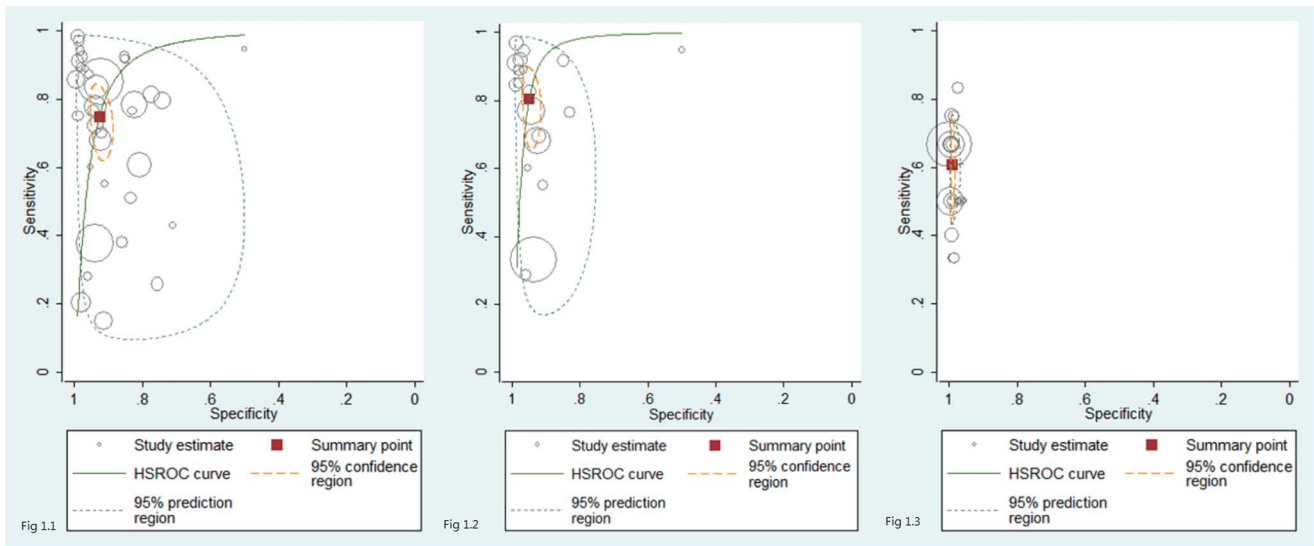 1
.8
.6
.4
.2
0
Sensitivity
1 .8 .6 .4 .2 0
Specificity
Study estimate Summary point
HSROC curve 95% confidence
region
95% prediction
region
Fig 1.1
1
.8
.6
.4
.2
0
Sensitivity
1 .8 .6 .4 .2 0
Specificity
Study estimate Summary point
HSROC curve 95% confidence
region
95% prediction
region
Fig 1.2
1
.8
.6
.4
.2
0
Sensitivity
1 .8 .6 .4 .2 0
Specificity
Study estimate Summary point
HSROC curve 95% confidence
region
95% prediction
region
Fig 1.3